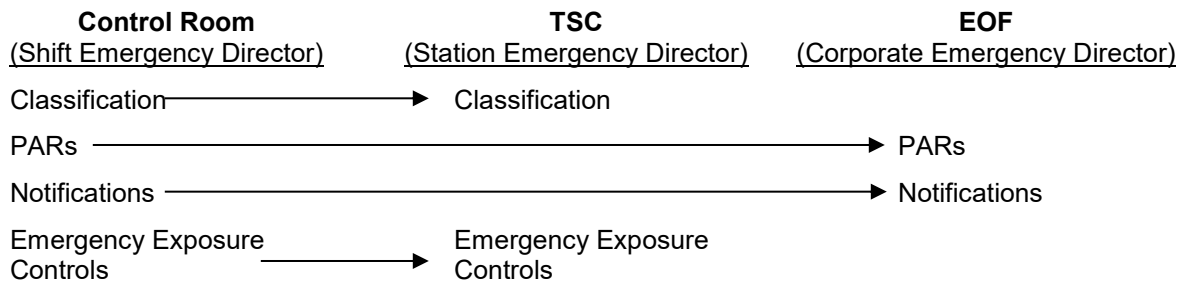 Control Room TSC EOF
(Shift Emergency Director) (Station Emergency Director) (Corporate Emergency Director)
Classification Classification
PARs PARs
Notifications Notifications
Emergency Exposure Emergency Exposure
Controls Controls